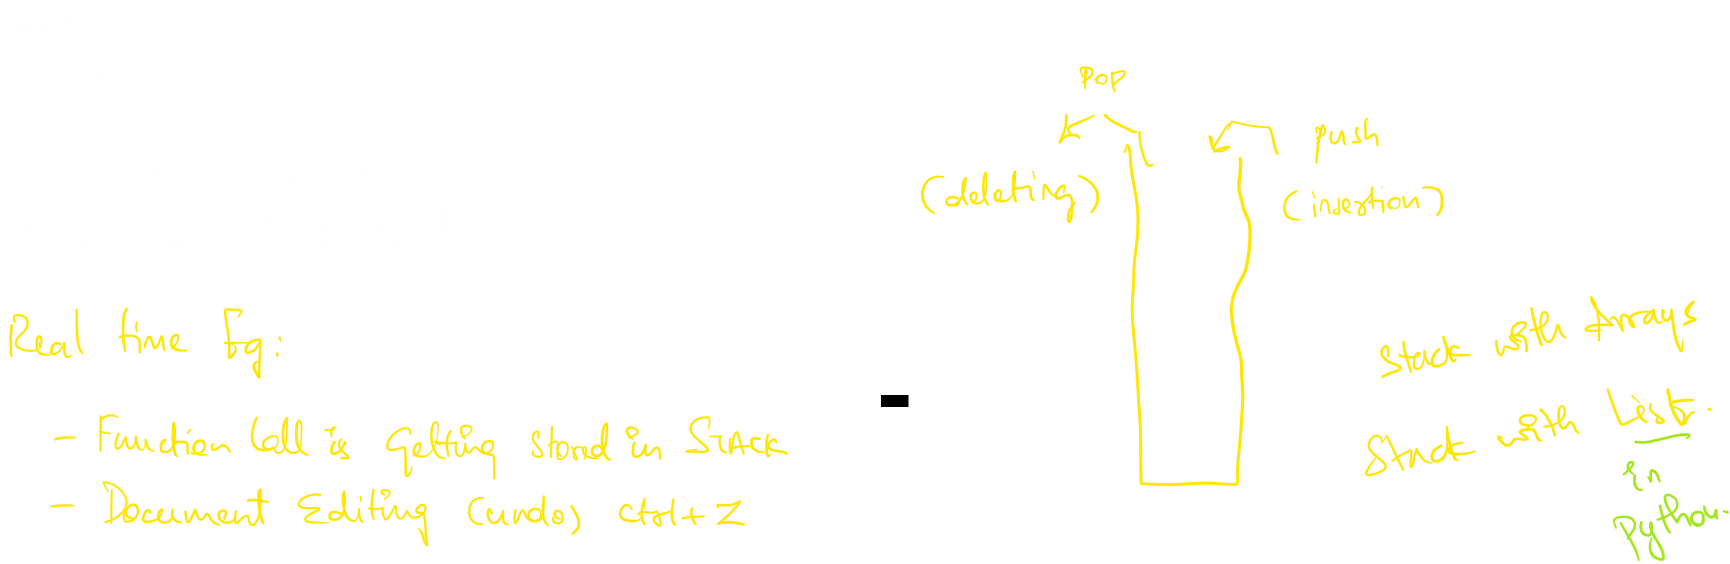 Pop
push
(deleting)
(insertion)
Real time Eg:
- Function Call is Getting Stored in STACK
- Document Editing (undo) ctrl+Z
Stack with Arrays
Stack with List.
in
Python.